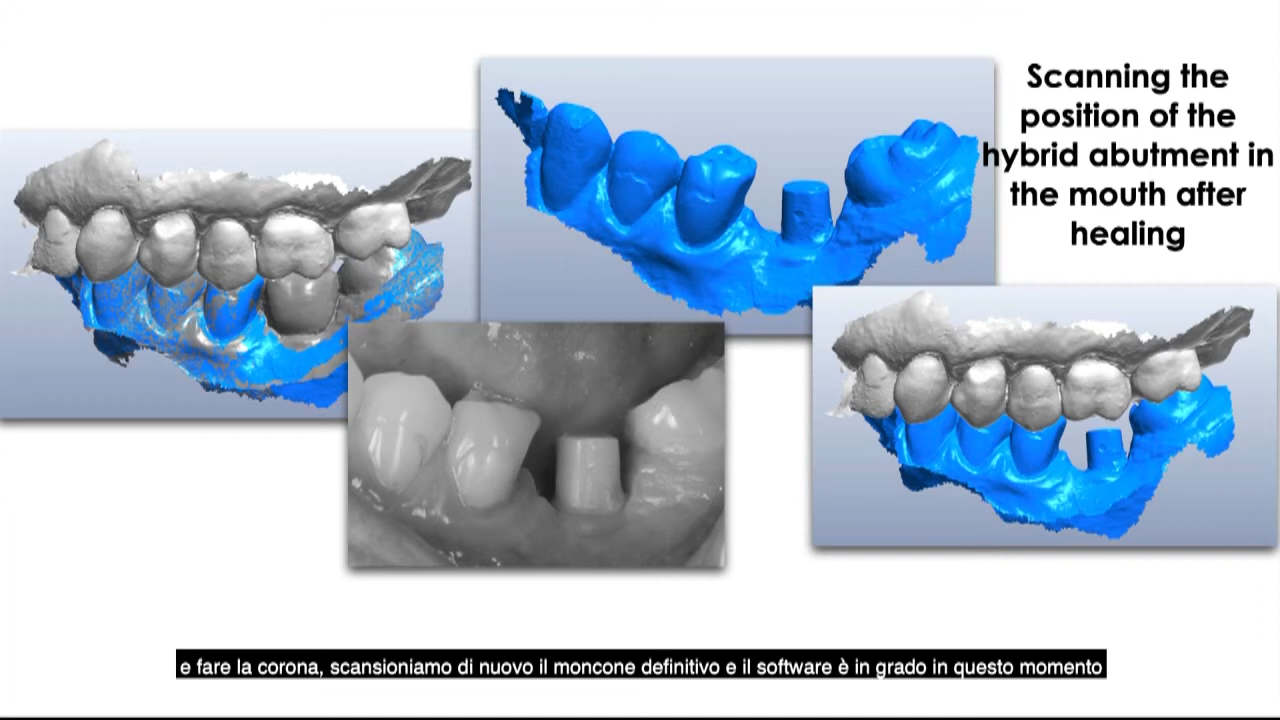 Scanning the
position of the
hybrid abutment in
the mouth after
healing
e fare la corona, scansioniamo di nuovo il moncone definitivo e il software è in grado in questo momento